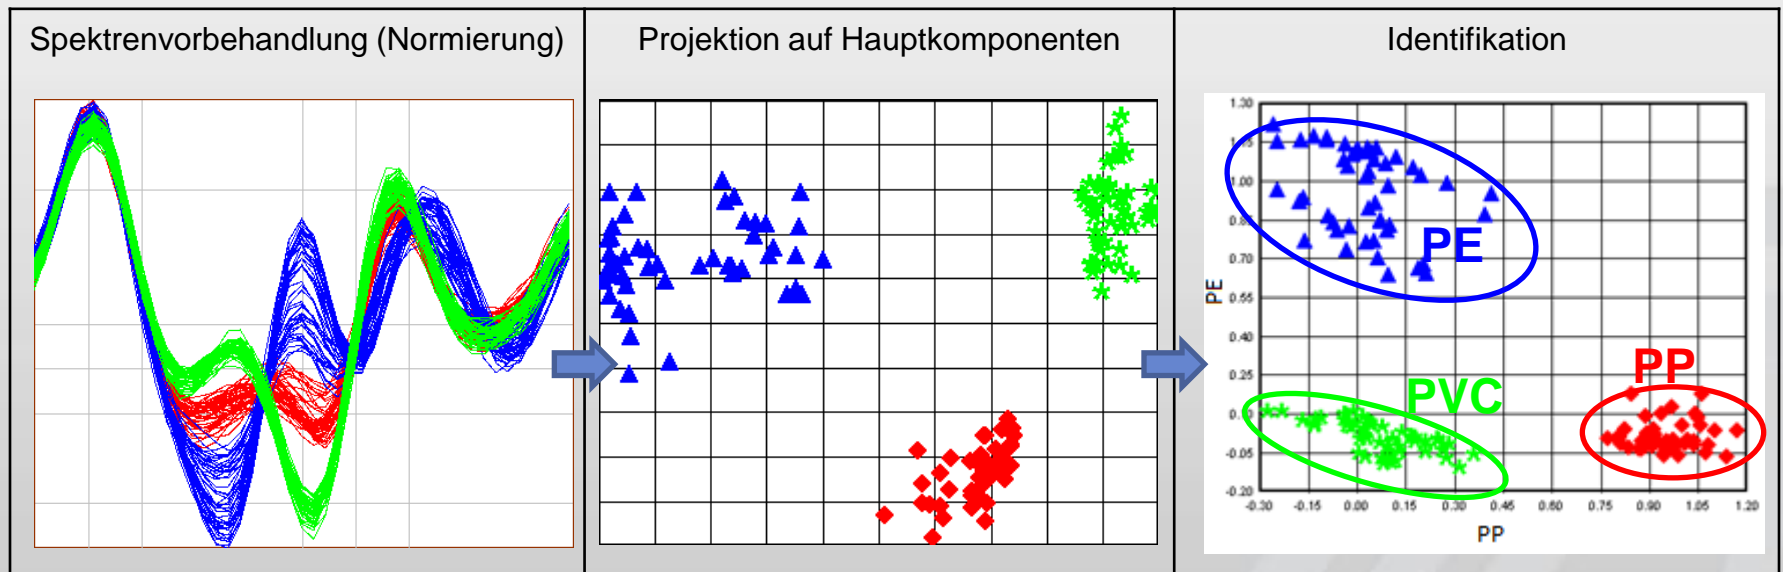 Spektrenvorbehandlung (Normierung)
Projektion auf Hauptkomponenten
Identifikation
1.30
1.00
0.70
0.55
0.40
0.25
-0.05
-0.20
PE
PE
PP
PVC
-0.30 -0.15 0.00 0.15 0.30 0.45 0.60 0.75 0.90 1.05 1.20
PP